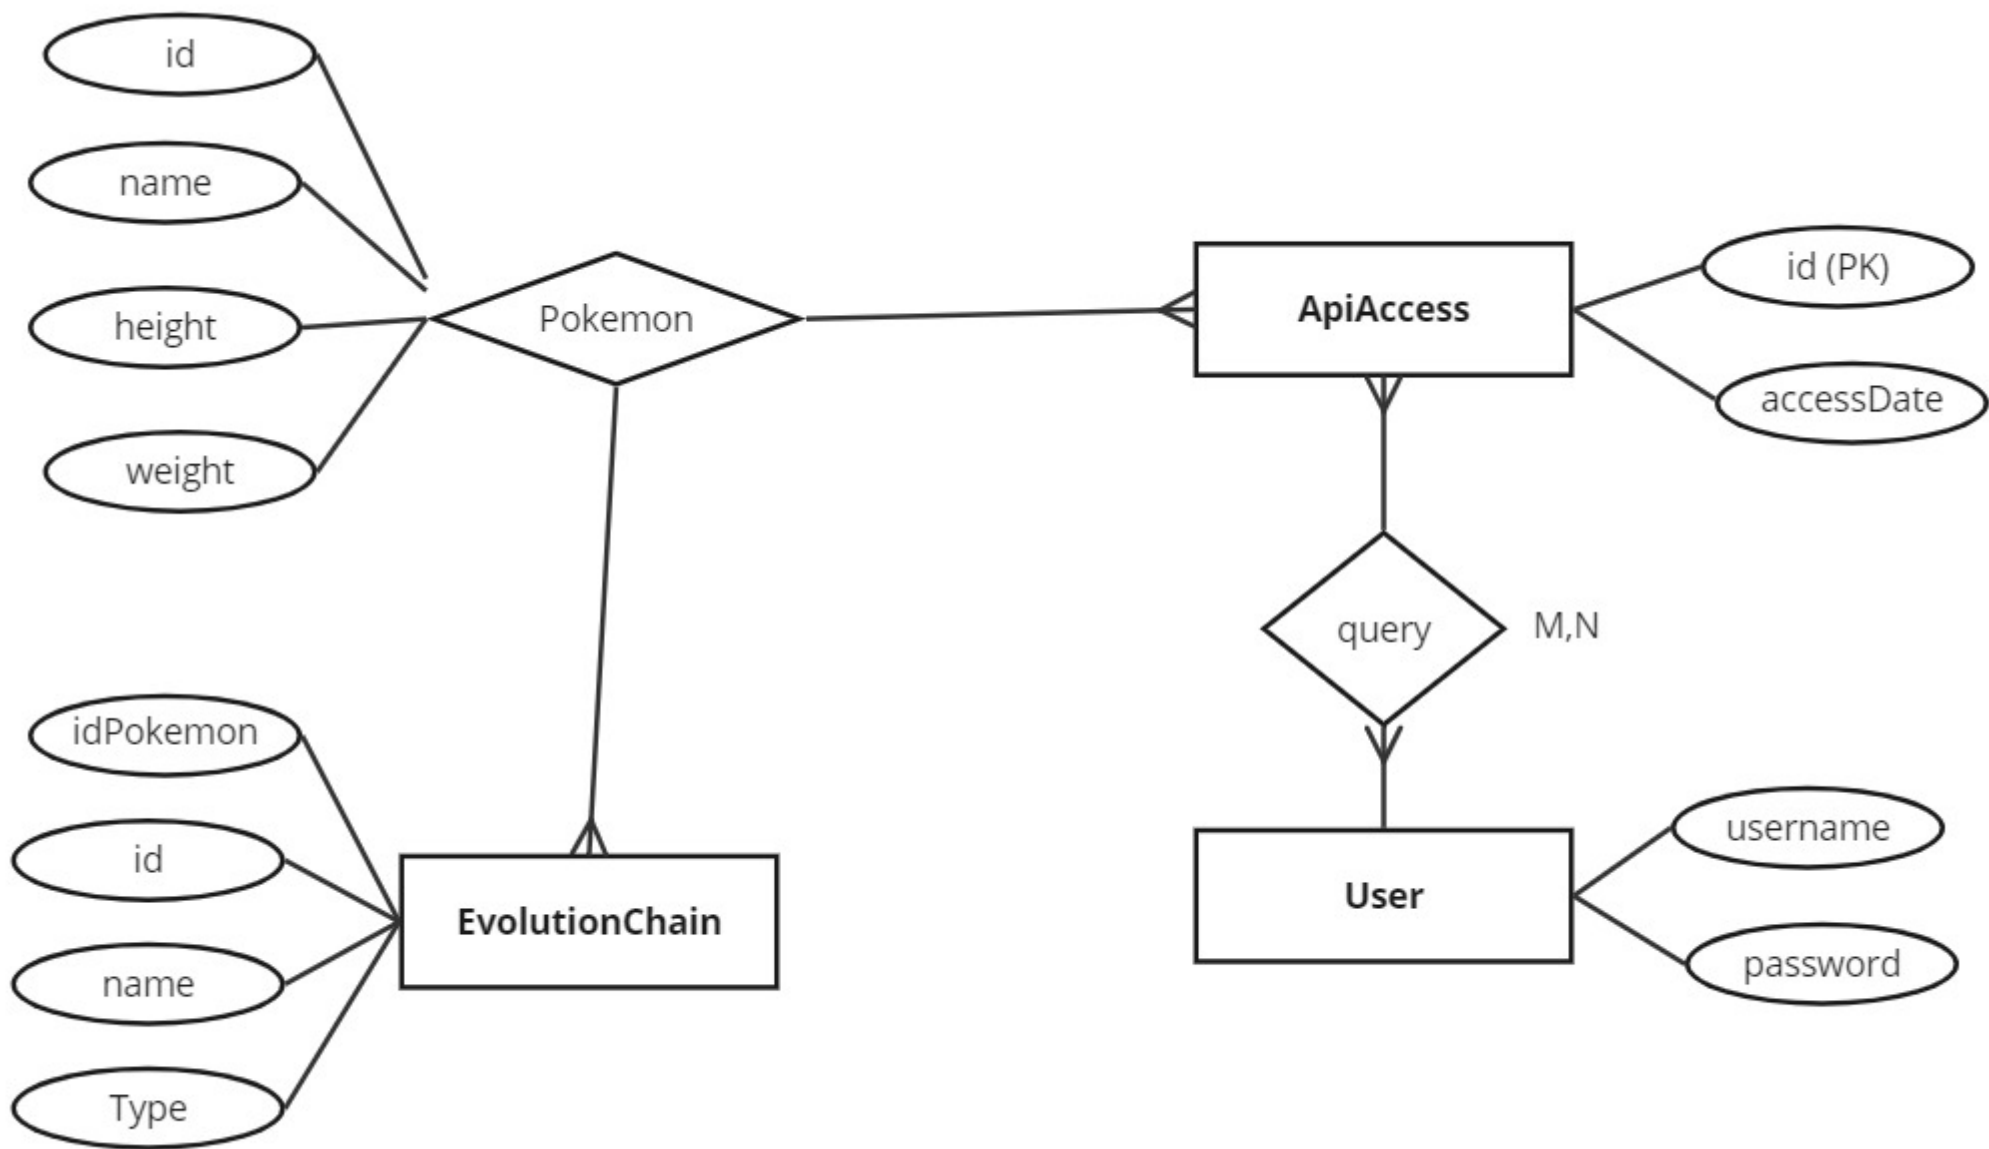 id
name
height
weight
Pokemon
ApiAccess
id (PK)
accessDate
query
M,N
idPokemon
id
name
Type
EvolutionChain
User
username
password